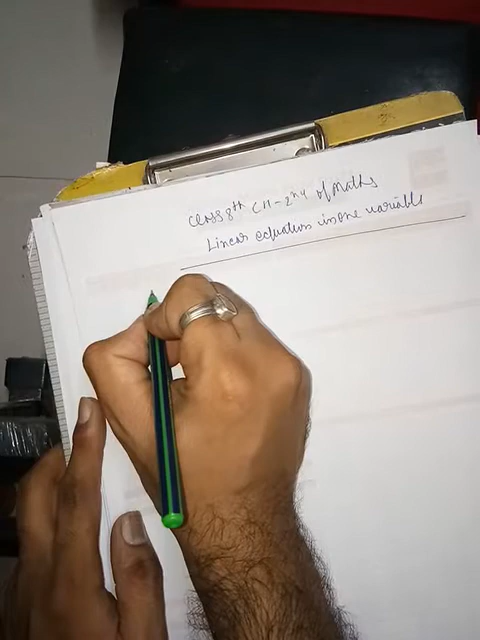 Class 8th CH-2nd of Maths
Linear equations in one variable